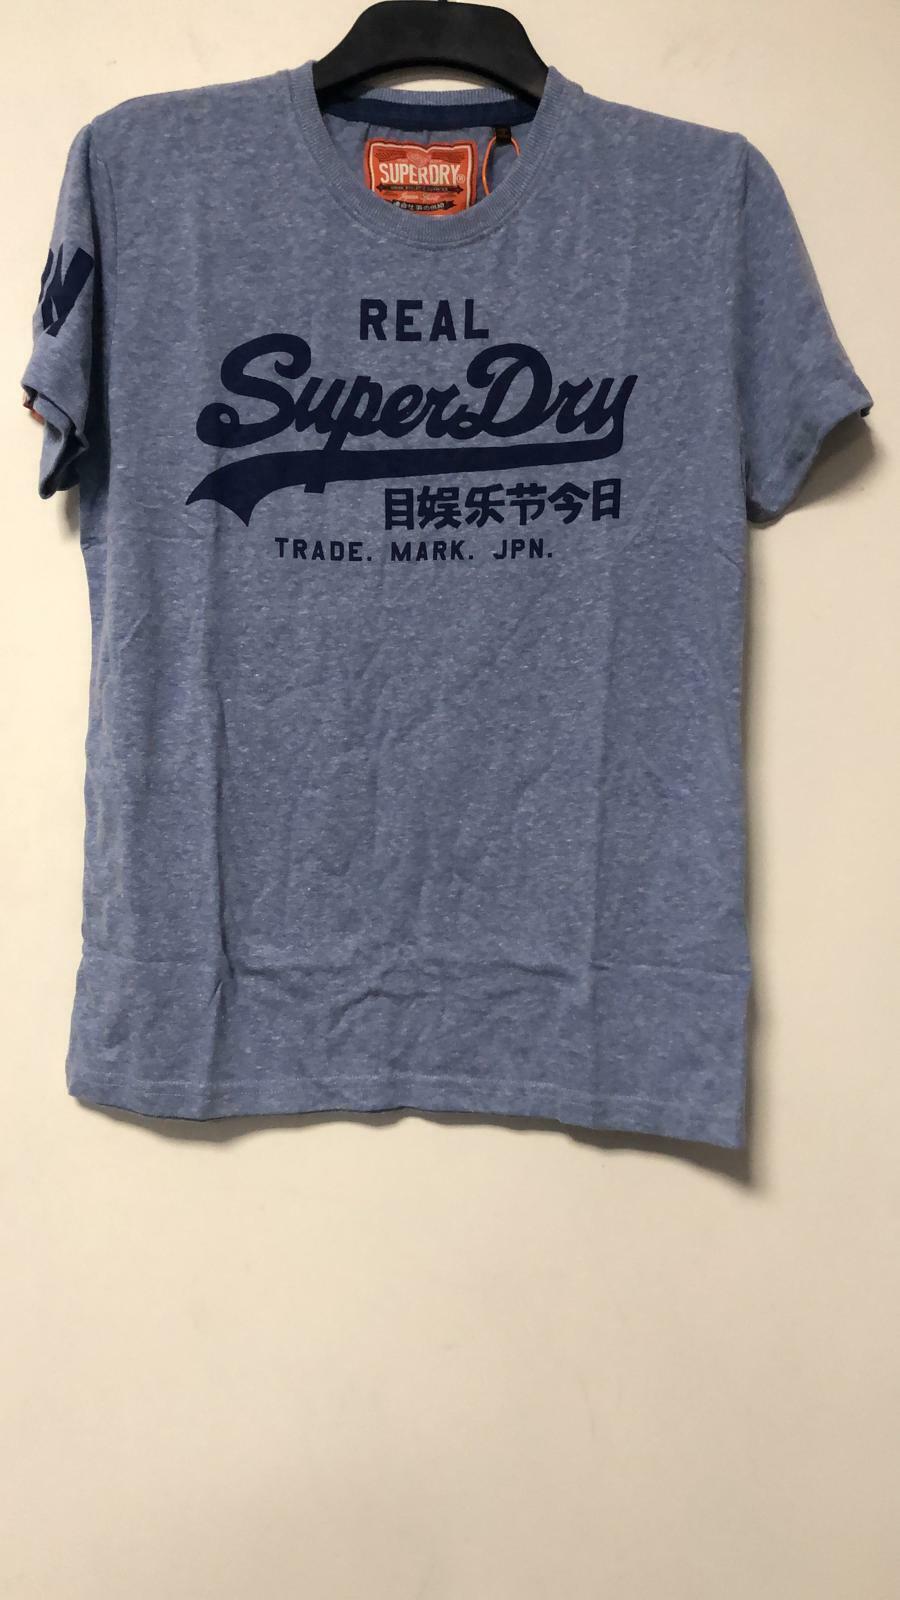 SUPERDRY®
REAL
SuperDry
目娱乐节今日
TRADE. MARK. JPN.